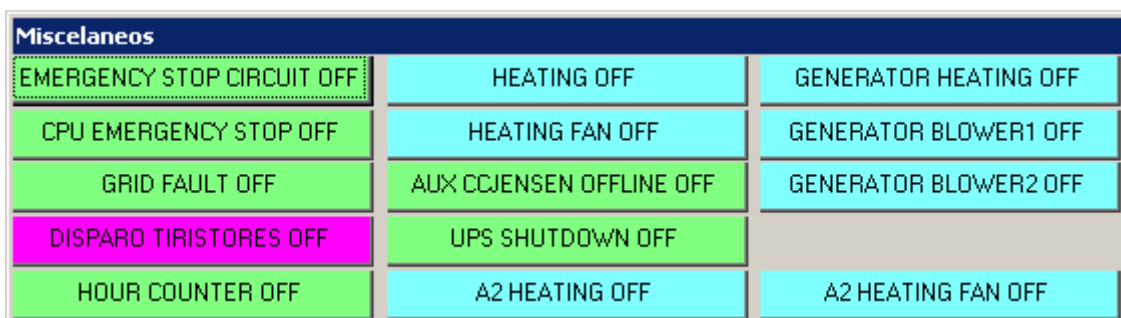 Miscelaneos
EMERGENCY STOP CIRCUIT OFF HEATING OFF GENERATOR HEATING OFF
CPU EMERGENCY STOP OFF HEATING FAN OFF GENERATOR BLOWER1 OFF
GRID FAULT OFF AUX CCJENSEN OFFLINE OFF GENERATOR BLOWER2 OFF
DISPARO TIRISTORES OFF UPS SHUTDOWN OFF
HOUR COUNTER OFF A2 HEATING OFF A2 HEATING FAN OFF